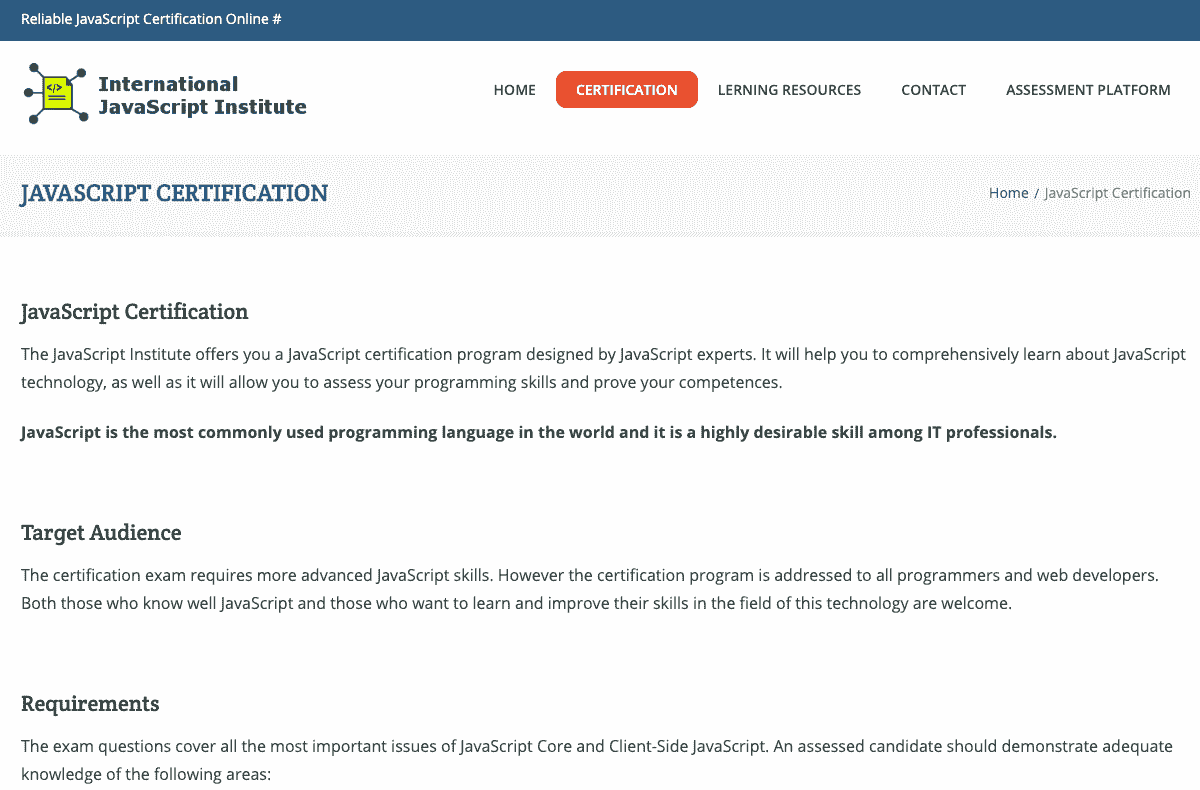 Reliable JavaScript Certification Online #
</>
International
JavaScript Institute
HOME CERTIFICATION LERNING RESOURCES CONTACT ASSESSMENT PLATFORM
JAVASCRIPT CERTIFICATION
Home / JavaScript Certification
JavaScript Certification
The JavaScript Institute offers you a JavaScript certification program designed by JavaScript experts. It will help you to comprehensively learn about JavaScript
technology, as well as it will allow you to assess your programming skills and prove your competences.
JavaScript is the most commonly used programming language in the world and it is a highly desirable skill among IT professionals.
Target Audience
The certification exam requires more advanced JavaScript skills. However the certification program is addressed to all programmers and web developers.
Both those who know well JavaScript and those who want to learn and improve their skills in the field of this technology are welcome.
Requirements
The exam questions cover all the most important issues of JavaScript Core and Client-Side JavaScript. An assessed candidate should demonstrate adequate
knowledge of the following areas: